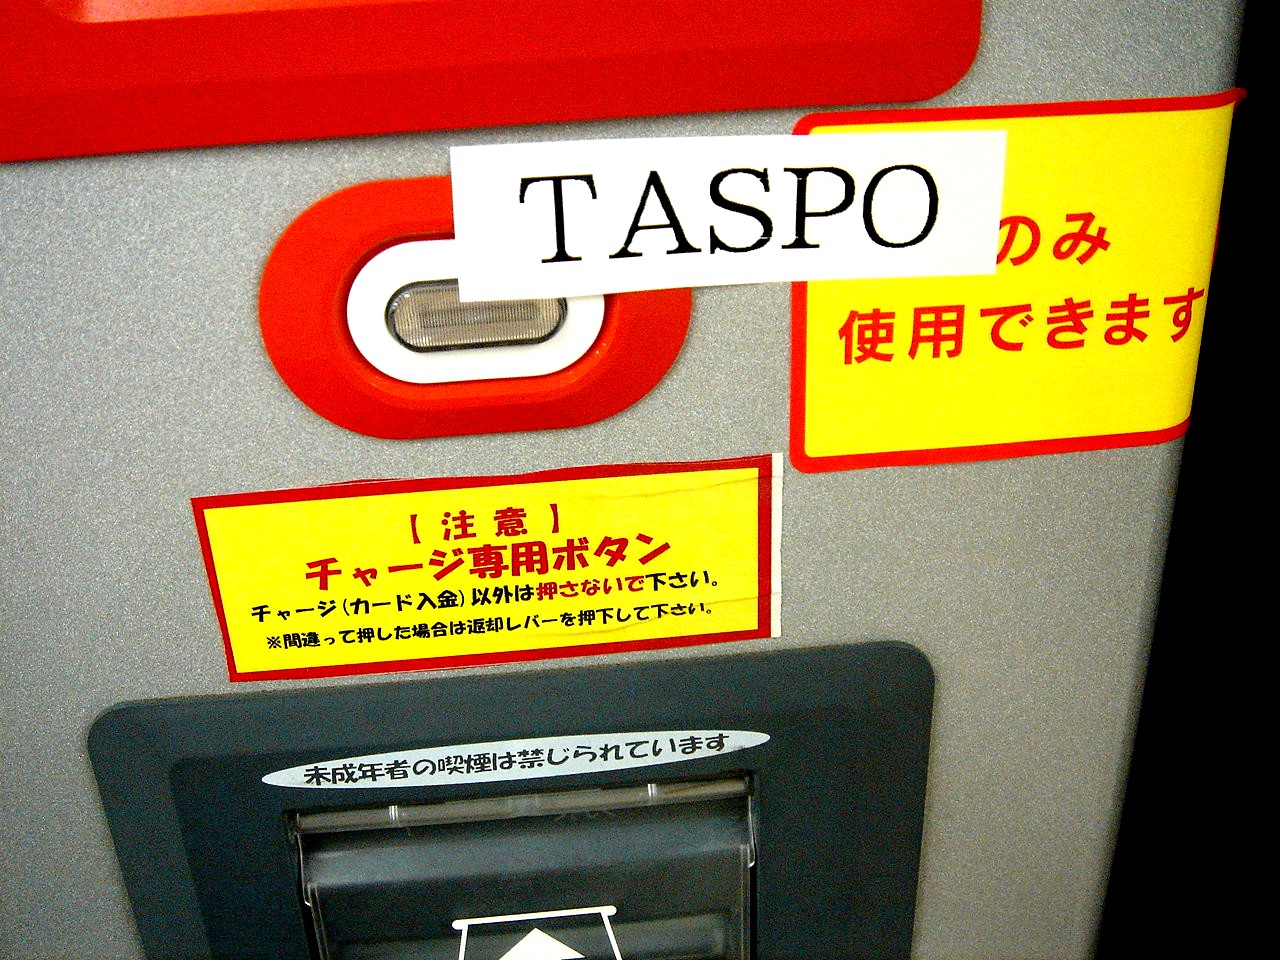 TASPO
のみ
使用できます
【注意】
チャージ専用ボタン
チャージ(カード入金)以外は押さないで下さい。
※間違って押した場合は返却レバーを押下して下さい。
未成年者の喫煙は禁じられています